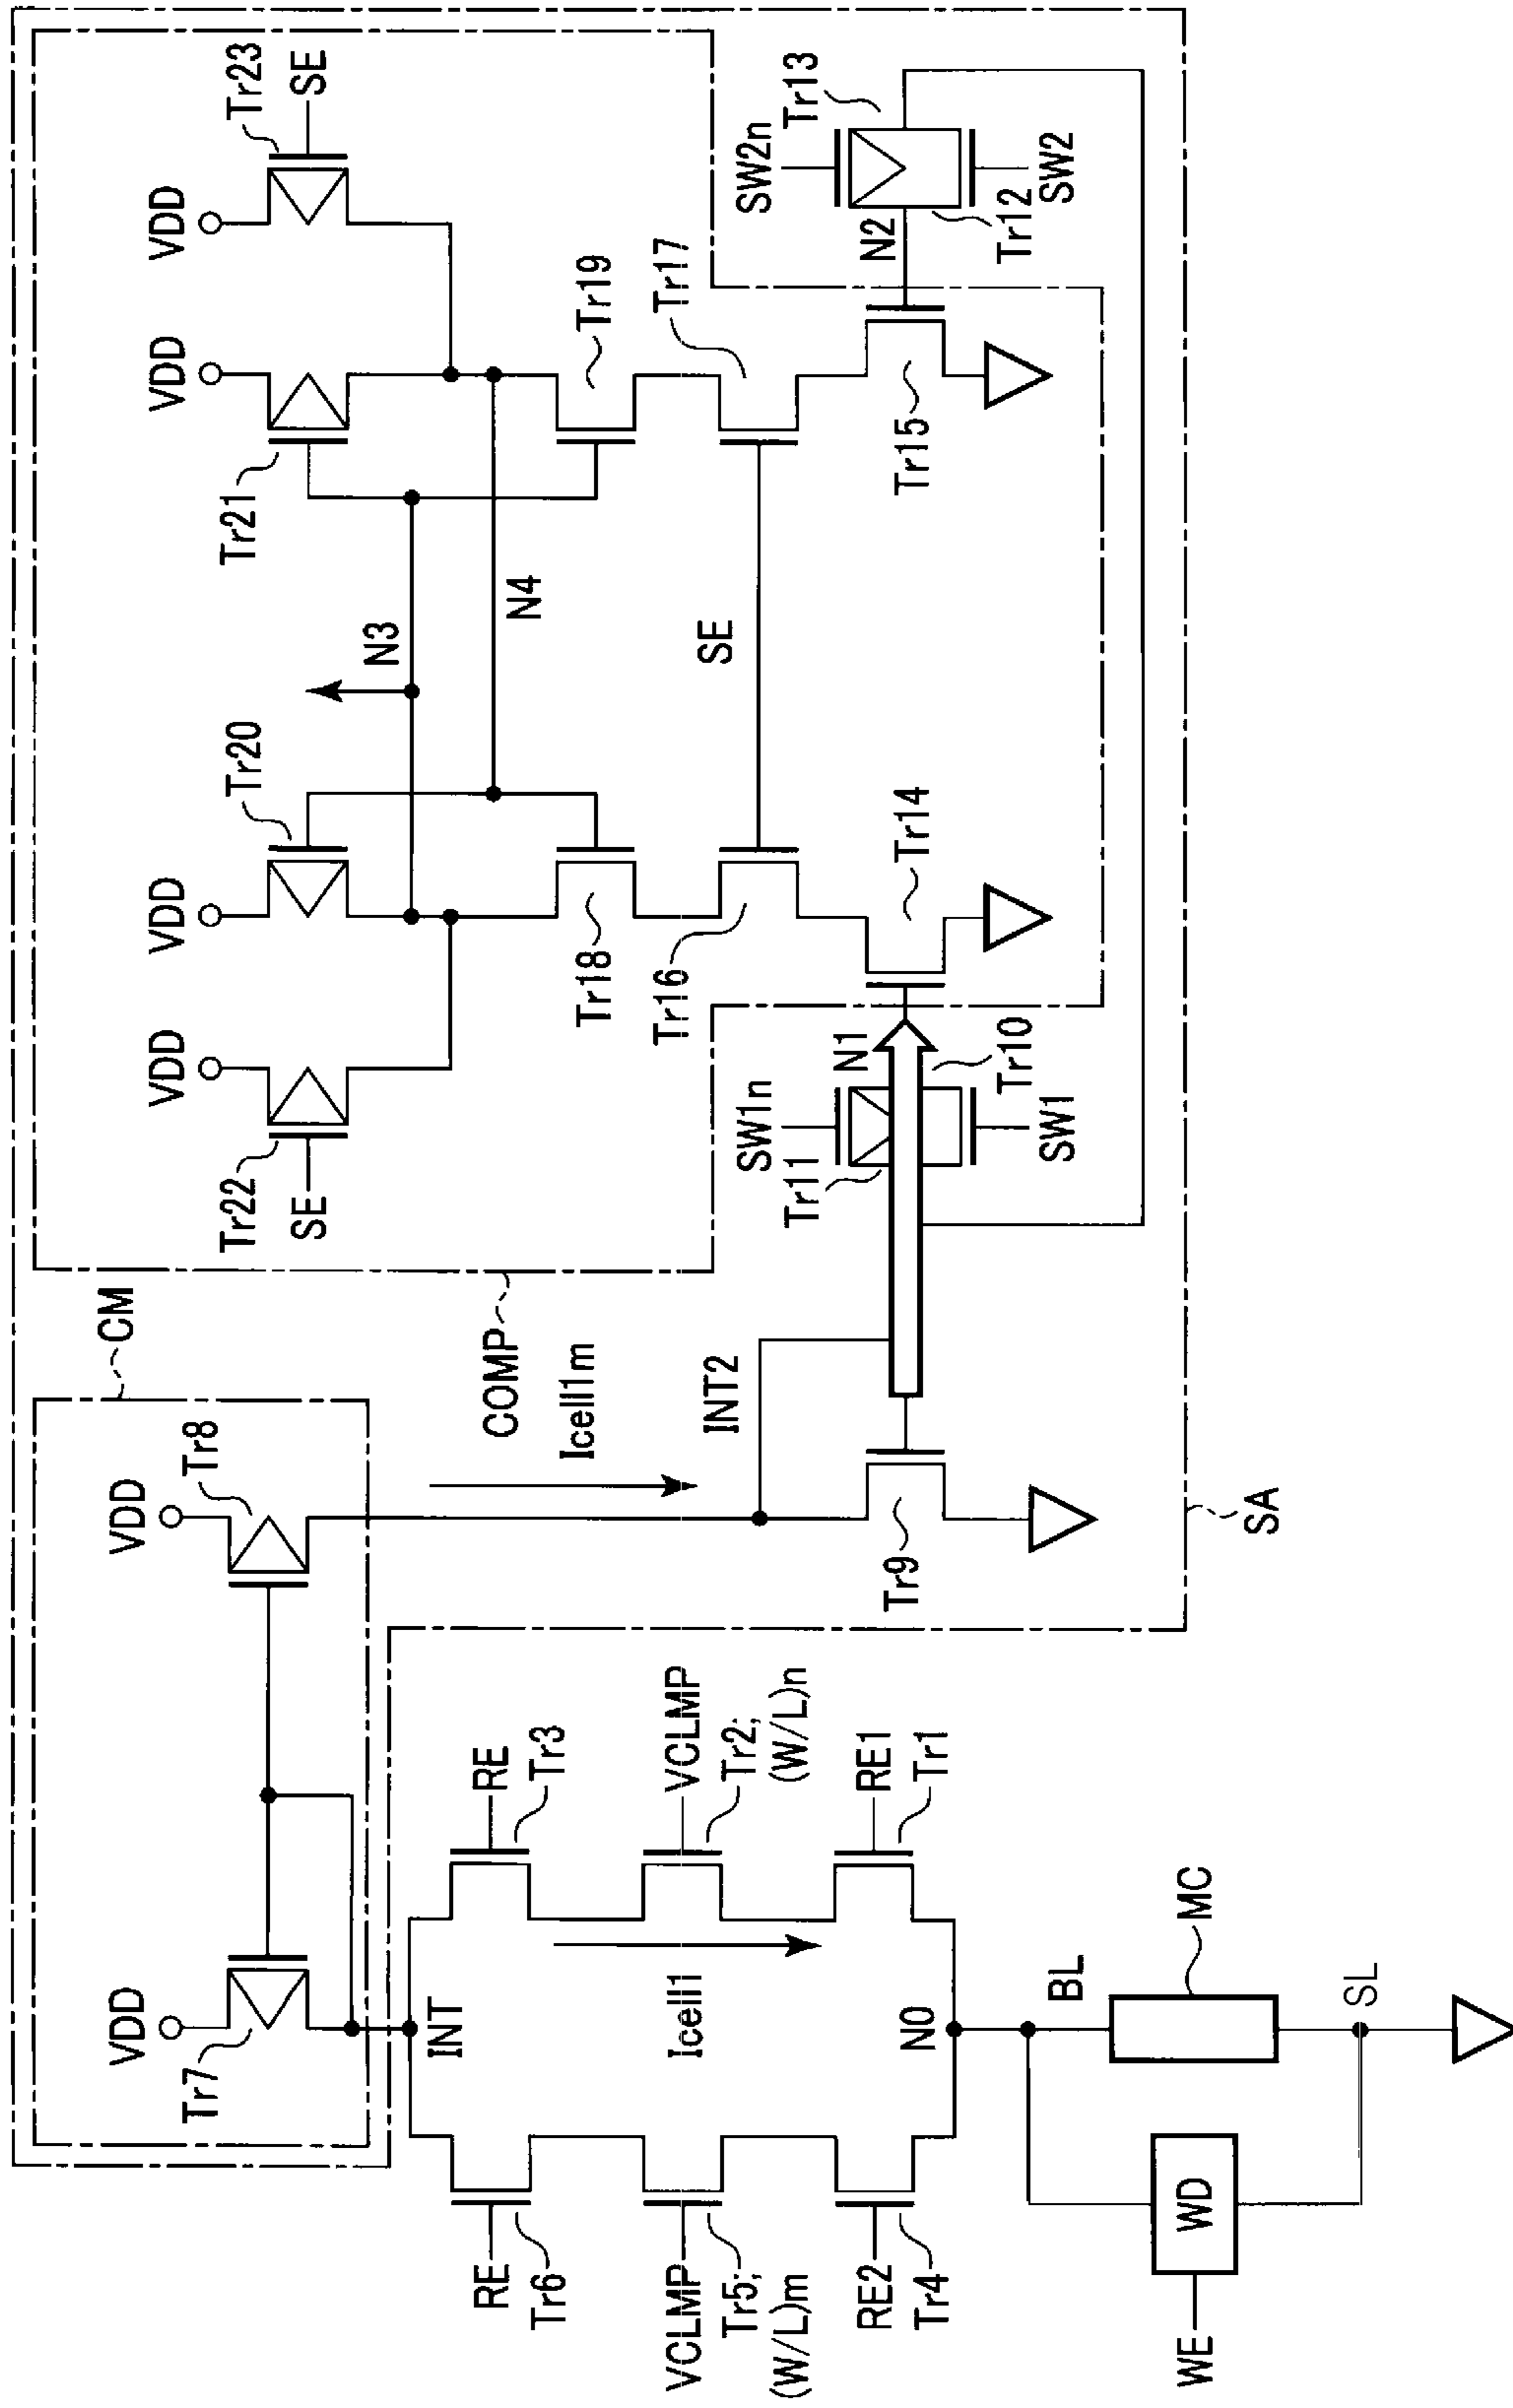 CM
VDD
VDD
Tr7
Tr8
INT
RE
Tr6
RE
Tr3
VCLMP
Tr5;
(W/L)m
Icell1
VCLMP
Tr2;
(W/L)n
RE2
Tr4
N0
RE1
Tr1
BL
MC
WE
WD
SL
SA
Icell1m
COMP
INT2
Tr9
VDD
VDD
VDD
VDD
Tr22
SE
Tr20
Tr21
Tr23
SE
N3
N4
Tr18
Tr19
Tr16
SE
Tr17
SW1n
Tr11
N1
Tr10
SW1
Tr14
Tr15
N2
SW2n
Tr13
Tr12
SW2